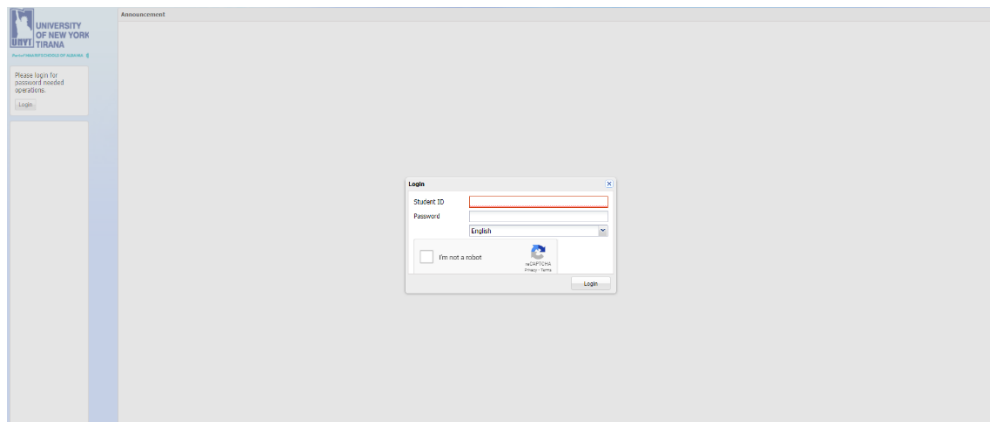 UNIVERSITY
OF NEW YORK
TIRANA
UNYT
Announcement
Please login for
password needed
operations.
Login
Login
Student ID
Password
English
I'm not a robot
reCAPTCHA
Privacy - Terms
Login